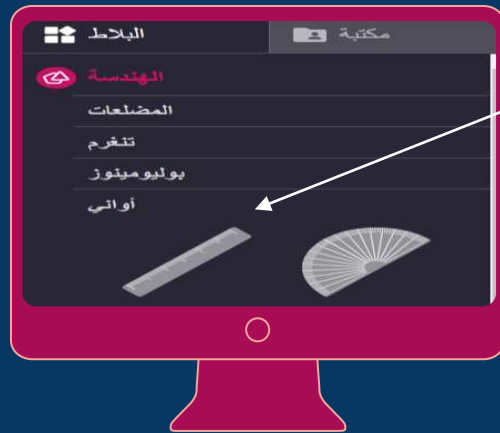 البلاط
مكتبة
الهندسة
المضلعات
تنغرم
بوليومينوز
أواني